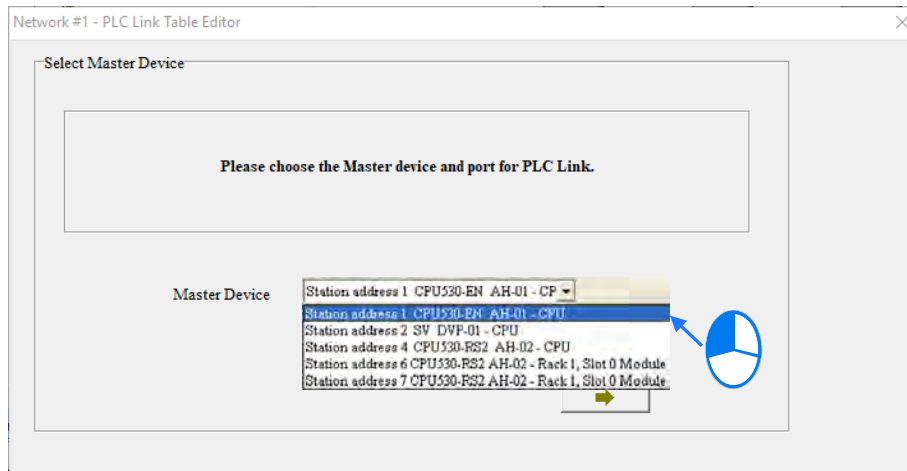 Network #1 - PLC Link Table Editor
Select Master Device
Please choose the Master device and port for PLC Link.
Master Device
Station address 1 CPU530-EN AH-01 - CP
Station address 1 CPU530-EN AH-01 - CPU
Station address 2 SV DVP-01 - CPU
Station address 4 CPU530-RS2 AH-02 - CPU
Station address 6 CPU530-RS2 AH-02 - Rack 1, Slot 0 Module
Station address 7 CPU530-RS2 AH-02 - Rack 1, Slot 0 Module